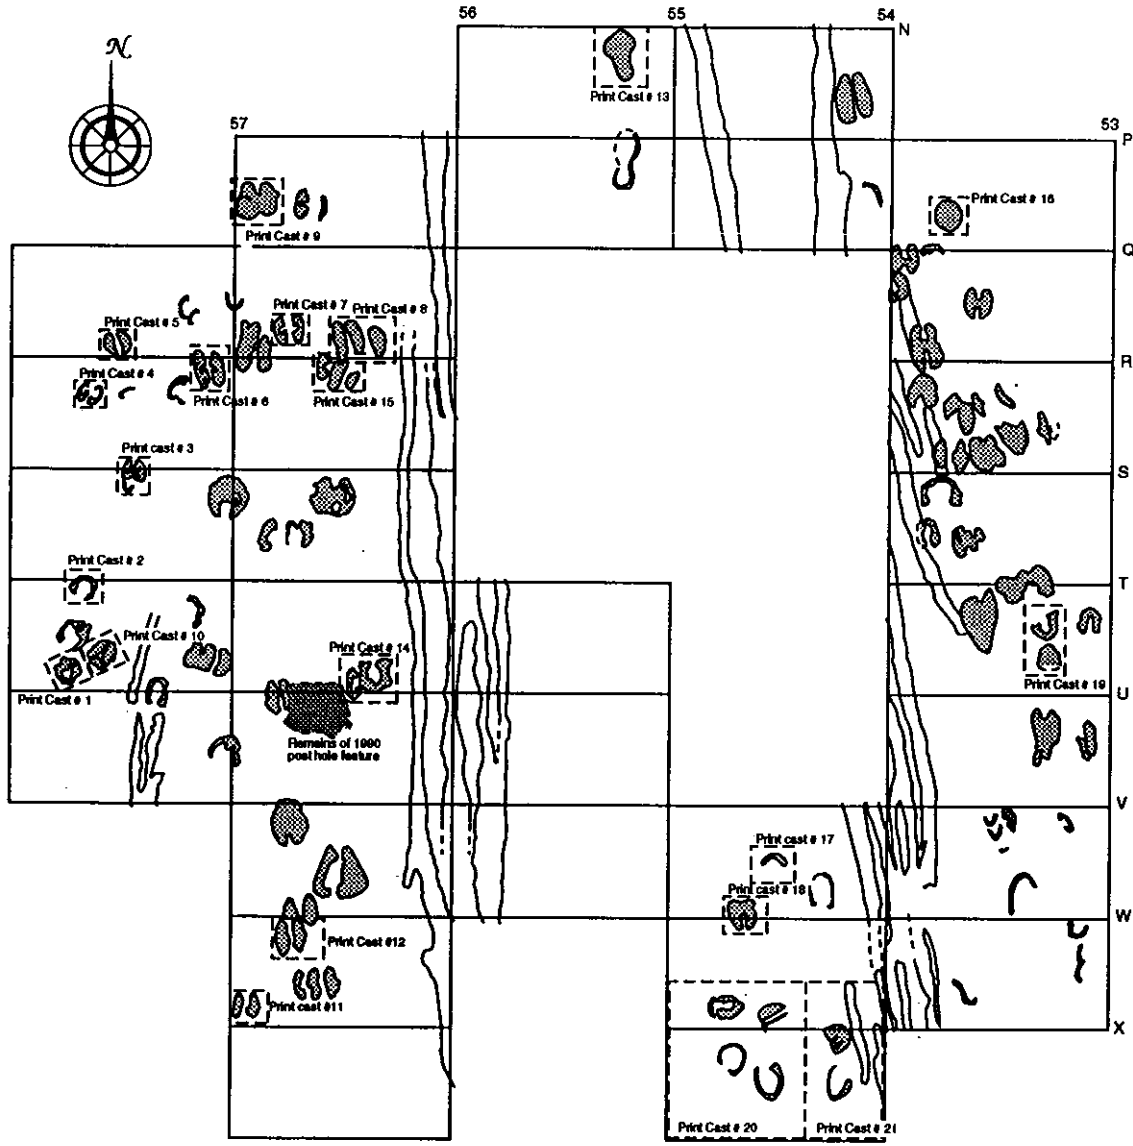 56
55
54
N
N
Print Cast # 13
57
53
P
Print Cast # 16
Print Cast # 9
Q
Print Cast # 7
Print Cast # 8
Print Cast # 5
R
Print Cast # 4
Print Cast # 6
Print Cast # 15
Print cast # 3
S
Print Cast # 2
T
Print Cast # 10
Print Cast # 14
Print Cast # 19
Print Cast # 1
U
Remains of 1990
post hole feature
V
Print cast # 17
Print cast # 18
W
Print Cast #12
Print cast #11
X
Print Cast # 20
Print Cast # 21